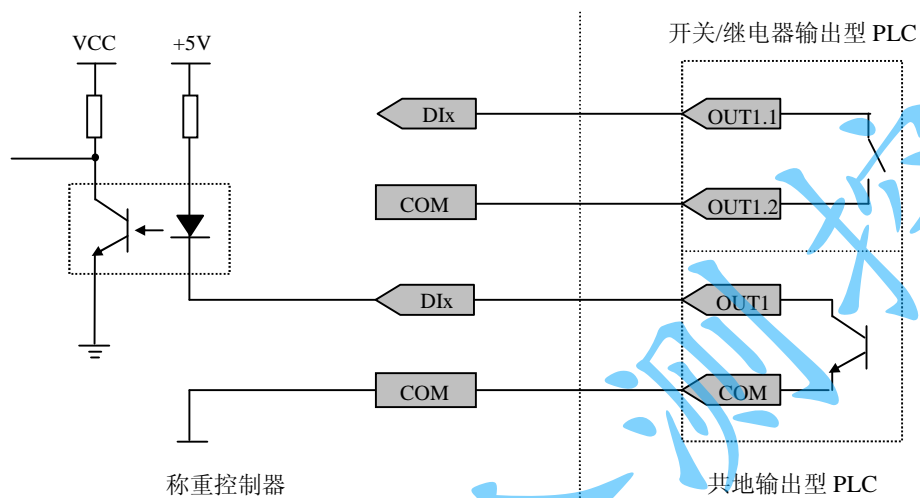 开关/继电器输出型 PLC
VCC
+5V
DIx
OUT1.1
COM
OUT1.2
DIx
OUT1
COM
COM
称重控制器
共地输出型 PLC
测